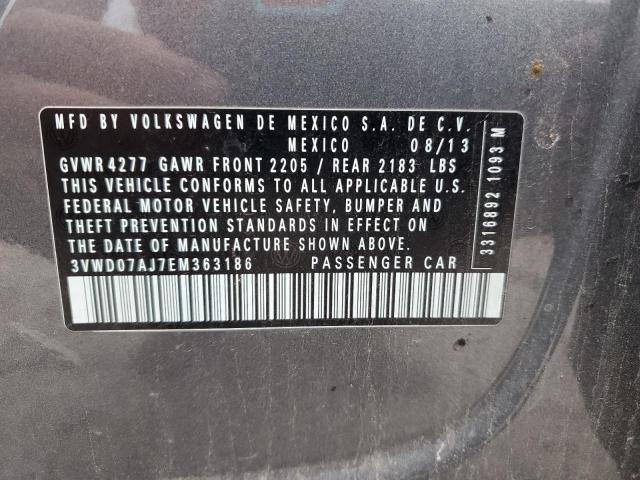 MFD BY VOLKSWAGEN DE MEXICO S.A. DE C.V.
MEXICO 08/13
GVWR 4277 GAWR FRONT 2205 / REAR 2183 LBS
THIS VEHICLE CONFORMS TO ALL APPLICABLE U.S.
FEDERAL MOTOR VEHICLE SAFETY, BUMPER AND
THEFT PREVENTION STANDARDS IN EFFECT ON
THE DATE OF MANUFACTURE SHOWN ABOVE.
3VWD07AJ7EM363186 PASSENGER CAR
3316892 1093 M